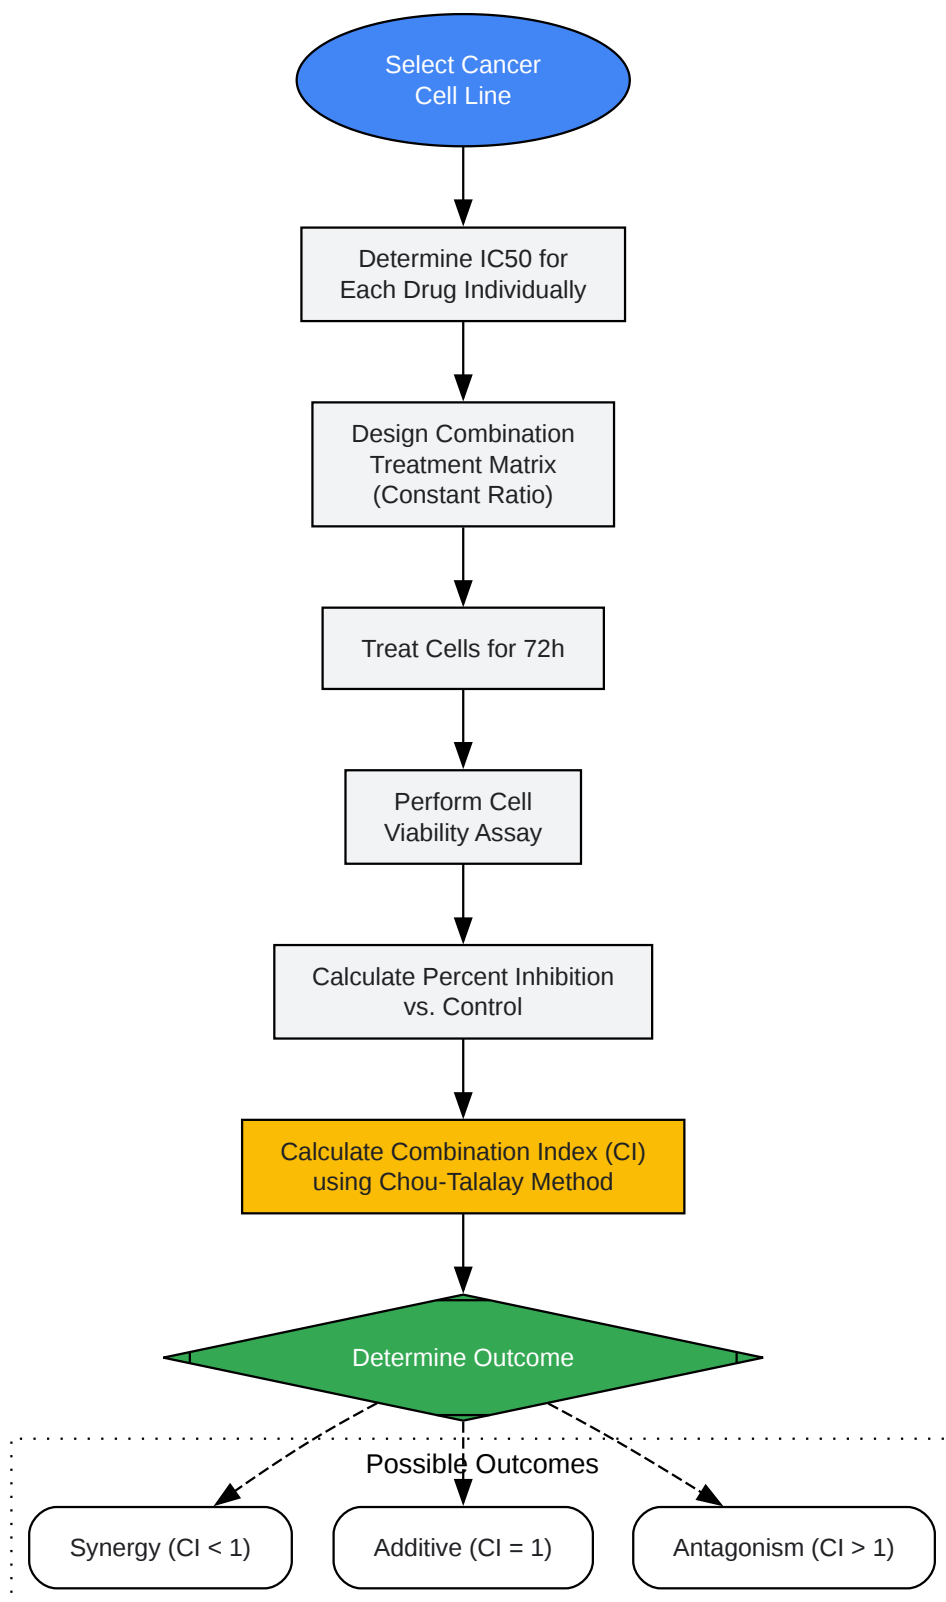 Select Cancer
Cell Line
Determine IC50 for
Each Drug Individually
Design Combination
Treatment Matrix
(Constant Ratio)
Treat Cells for 72h
Perform Cell
Viability Assay
Calculate Percent Inhibition
vs. Control
Calculate Combination Index (CI)
using Chou-Talalay Method
Determine Outcome
Possible Outcomes
Synergy (CI < 1)
Additive (CI = 1)
Antagonism (CI > 1)